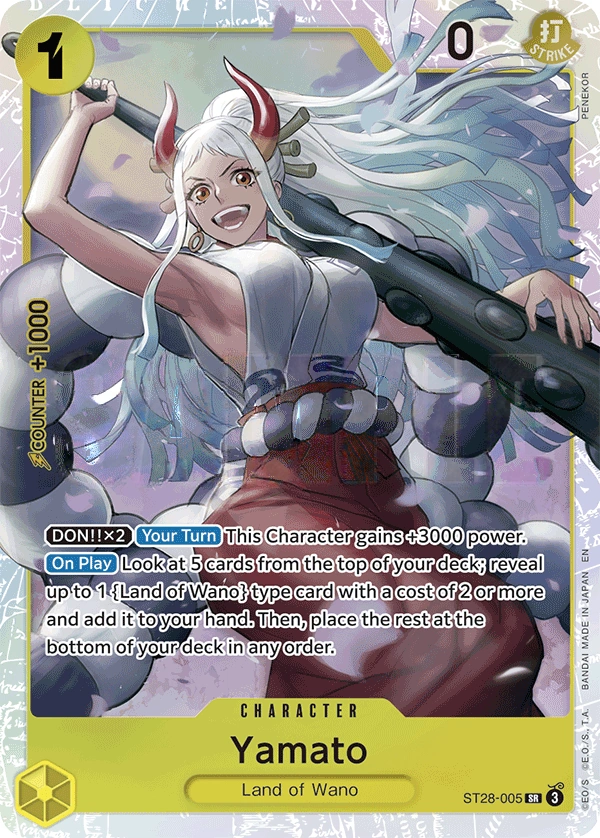 1
0
打
STRIKE
PENEKOR
COUNTER +1000
DON!!×2 Your Turn This Character gains +3000 power.
On Play Look at 5 cards from the top of your deck; reveal
up to 1 {Land of Wano} type card with a cost of 2 or more
and add it to your hand. Then, place the rest at the
bottom of your deck in any order.
CHARACTER
Yamato
Land of Wano
ST28-005 SR 3
©E.O/S ©E.O./S., T.A. BANDAI MADE IN JAPAN EN